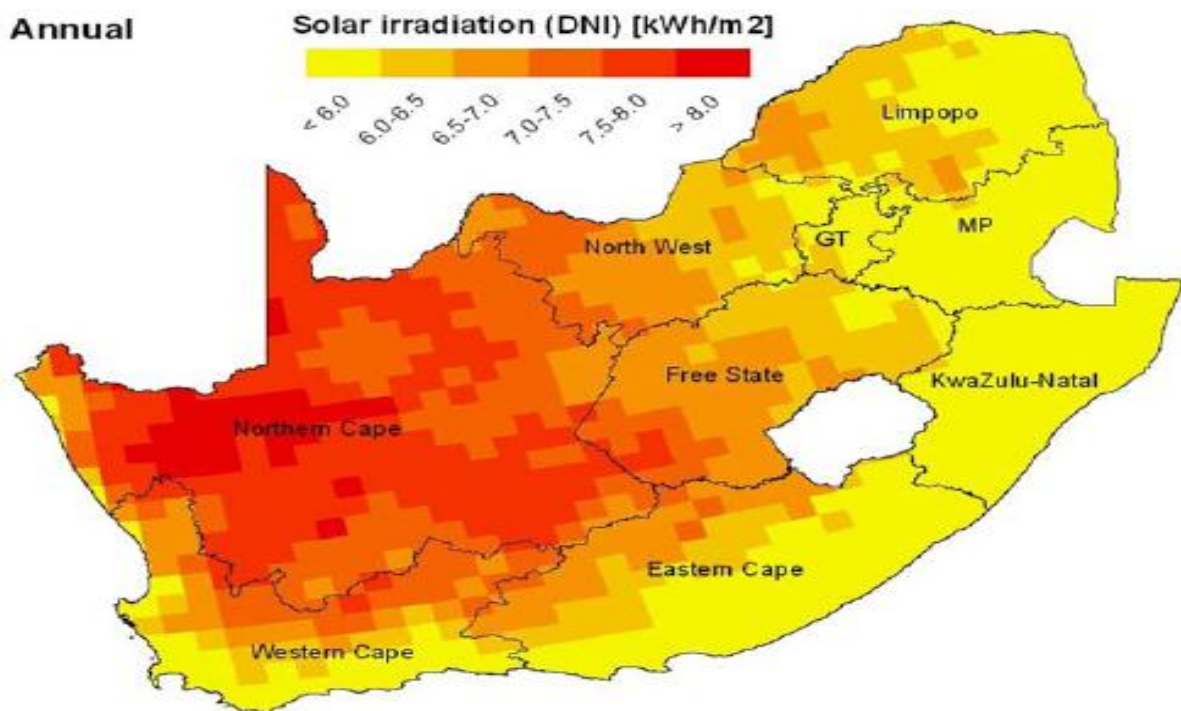 Annual
Solar irradiation (DNI) [kWh/m2]
< 6.0
6.0-6.5
6.5-7.0
7.0-7.5
7.5-8.0
> 8.0
Limpopo
North West
GT
MP
Free State
KwaZulu-Natal
Northern Cape
Eastern Cape
Western Cape